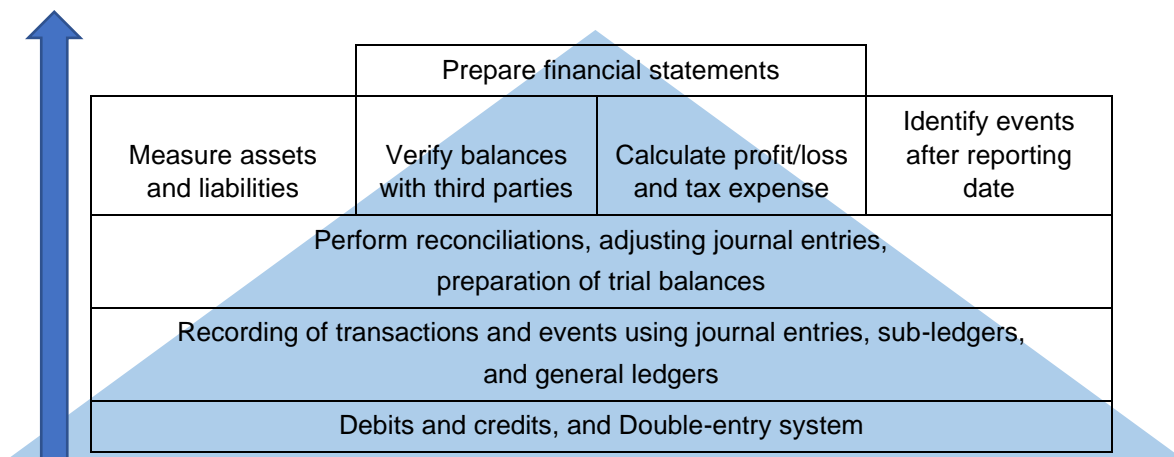 Prepare financial statements
Measure assets
and liabilities
Verify balances
with third parties
Calculate profit/loss
and tax expense
Identify events
after reporting
date
Perform reconciliations, adjusting journal entries,
preparation of trial balances
Recording of transactions and events using journal entries, sub-ledgers,
and general ledgers
Debits and credits, and Double-entry system